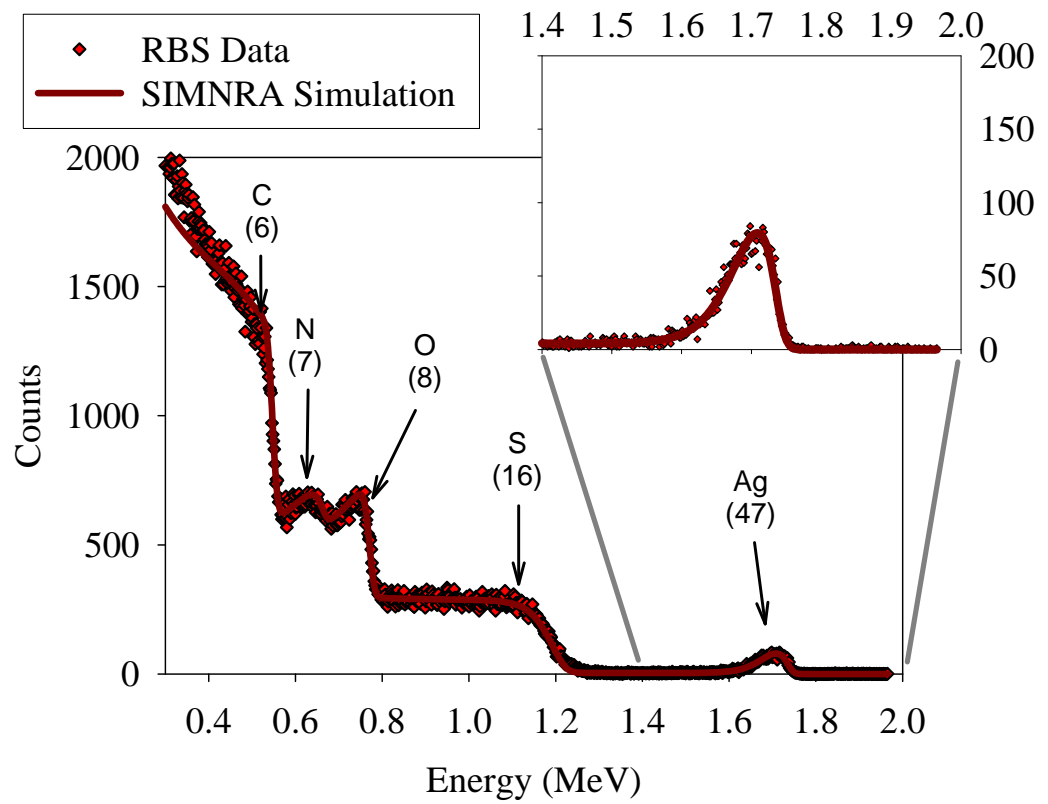 RBS Data
SIMNRA Simulation
1.4 1.5 1.6 1.7 1.8 1.9 2.0
200
150
100
50
0
2000
1500
1000
500
0
Counts
C
(6)
N
(7)
O
(8)
S
(16)
Ag
(47)
0.4 0.6 0.8 1.0 1.2 1.4 1.6 1.8 2.0
Energy (MeV)